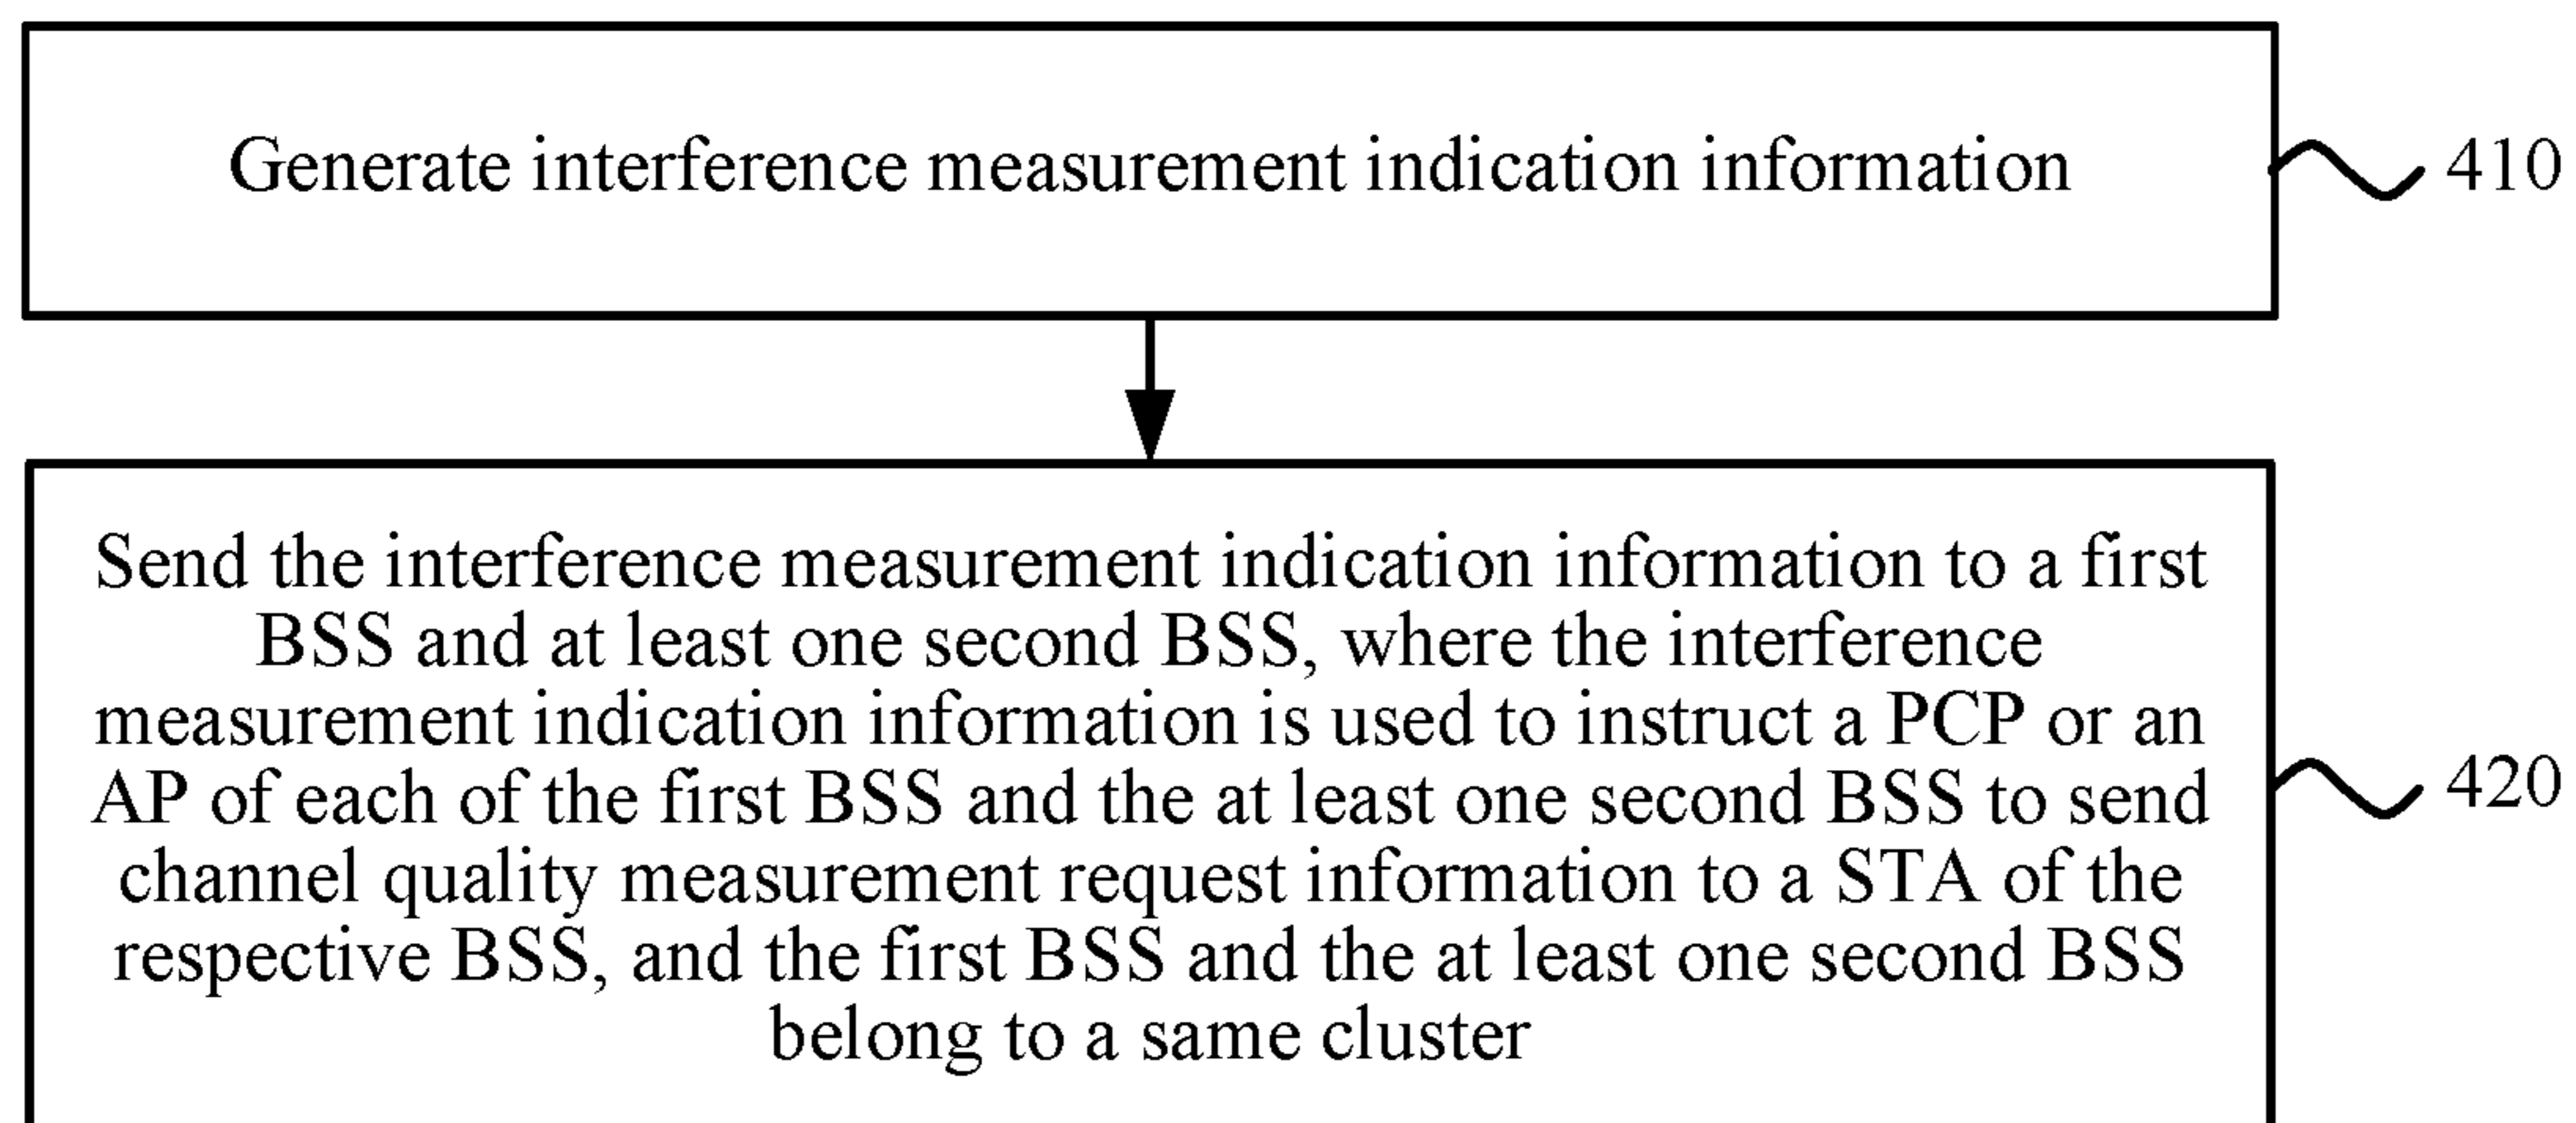 Generate interference measurement indication information
410
Send the interference measurement indication information to a first
BSS and at least one second BSS, where the interference
measurement indication information is used to instruct a PCP or an
AP of each of the first BSS and the at least one second BSS to send
channel quality measurement request information to a STA of the
respective BSS, and the first BSS and the at least one second BSS
belong to a same cluster
420